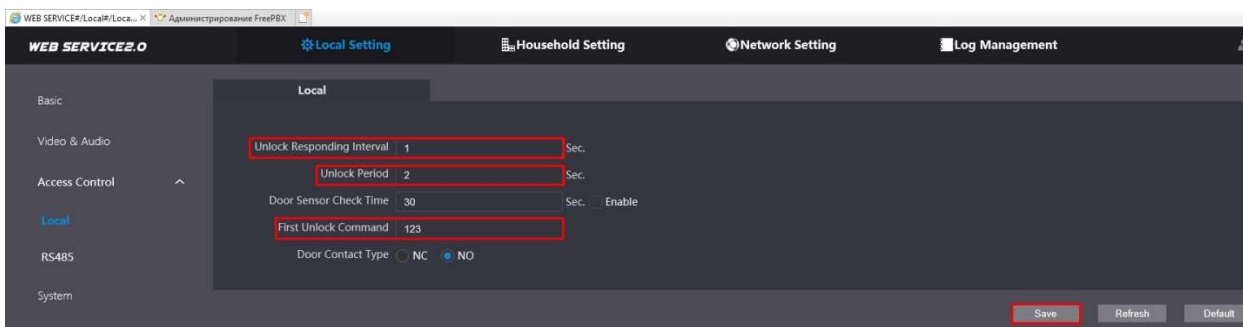 WEB SERVICE#/Local#/Loca... × Администрирование FreePBX
WEB SERVICE2.0 Local Setting Household Setting Network Setting Log Management
Local
Basic
Video & Audio
Unlock Responding Interval 1 Sec.
Unlock Period 2 Sec.
Access Control
Door Sensor Check Time 30 Sec. Enable
Local
First Unlock Command 123
RS485
Door Contact Type NC NO
System
Save Refresh Default